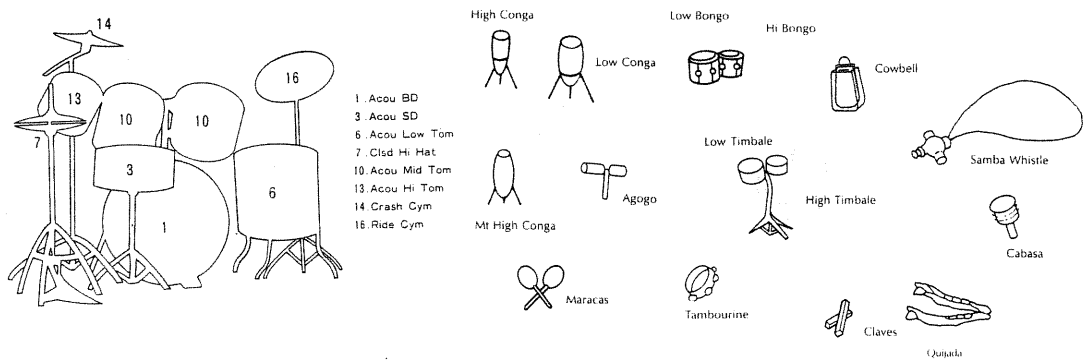 14
13
10
10
16
7
3
6
1
1.Acou BD
3.Acou SD
6.Acou Low Tom
7.Clsd Hi Hat
10.Acou Mid Tom
13.Acou Hi Tom
14.Crash Cym
16.Ride Cym
High Conga
Low Conga
Low Bongo
Hi Bongo
Cowbell
Samba Whistle
Mt High Conga
Agogo
Low Timbale
High Timbale
Cabasa
Maracas
Tambourine
Claves
Quijada